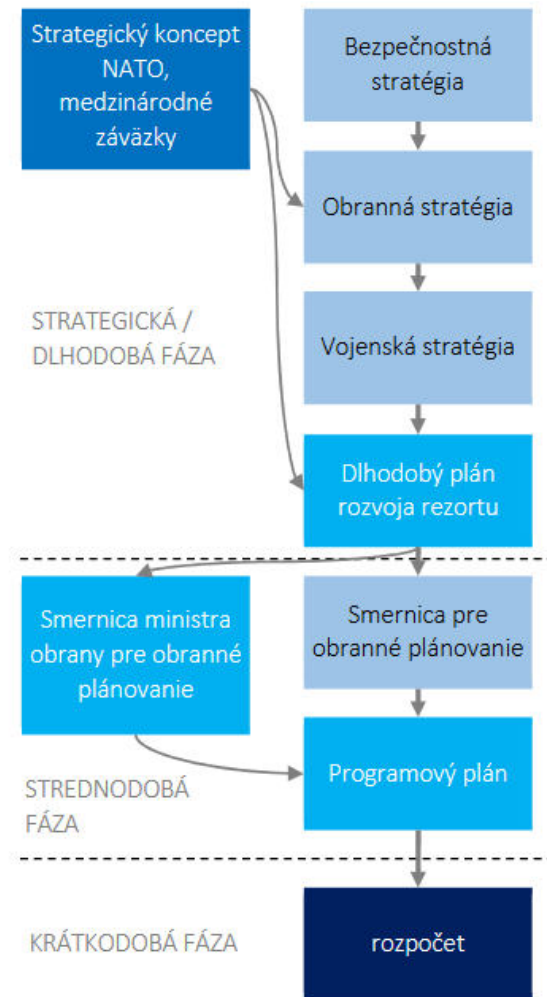 Strategický koncept
NATO,
medzinárodné
záväzky
Bezpečnostná
stratégia
Obranná stratégia
STRATEGICKÁ /
DLHODOBÁ FÁZA
Vojenská stratégia
Dlhodobý plán
rozvoja rezortu
Smernica ministra
obrany pre obranné
plánovanie
Smernica pre
obranné plánovanie
STREDNODOBÁ
FÁZA
Programový plán
KRÁTKODOBÁ FÁZA
rozpočet